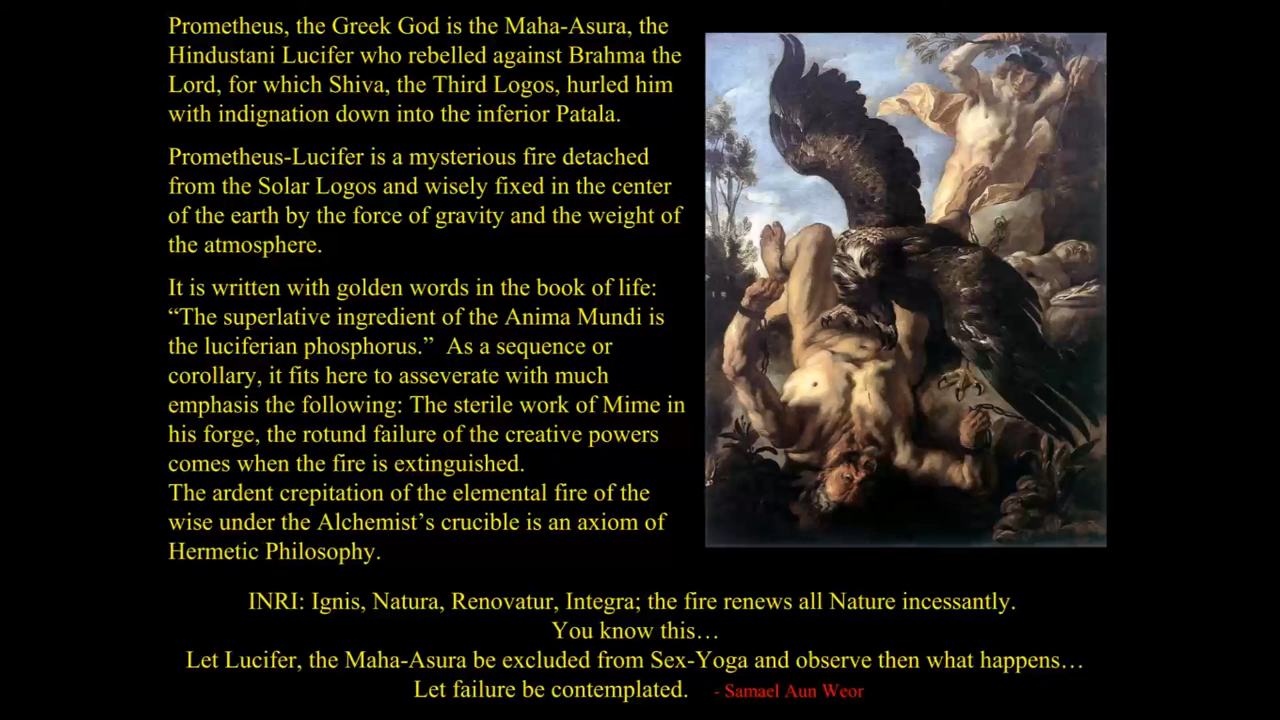 Prometheus, the Greek God is the Maha-Asura, the
Hindustani Lucifer who rebelled against Brahma the
Lord, for which Shiva, the Third Logos, hurled him
with indignation down into the inferior Patala.
Prometheus-Lucifer is a mysterious fire detached
from the Solar Logos and wisely fixed in the center
of the earth by the force of gravity and the weight of
the atmosphere.
It is written with golden words in the book of life:
“The superlative ingredient of the Anima Mundi is
the luciferian phosphorus.”  As a sequence or
corollary, it fits here to asseverate with much
emphasis the following: The sterile work of Mime in
his forge, the rotund failure of the creative powers
comes when the fire is extinguished.
The ardent crepitation of the elemental fire of the
wise under the Alchemist’s crucible is an axiom of
Hermetic Philosophy.
INRI: Ignis, Natura, Renovatur, Integra; the fire renews all Nature incessantly.
You know this…
Let Lucifer, the Maha-Asura be excluded from Sex-Yoga and observe then what happens…
Let failure be contemplated.   - Samael Aun Weor